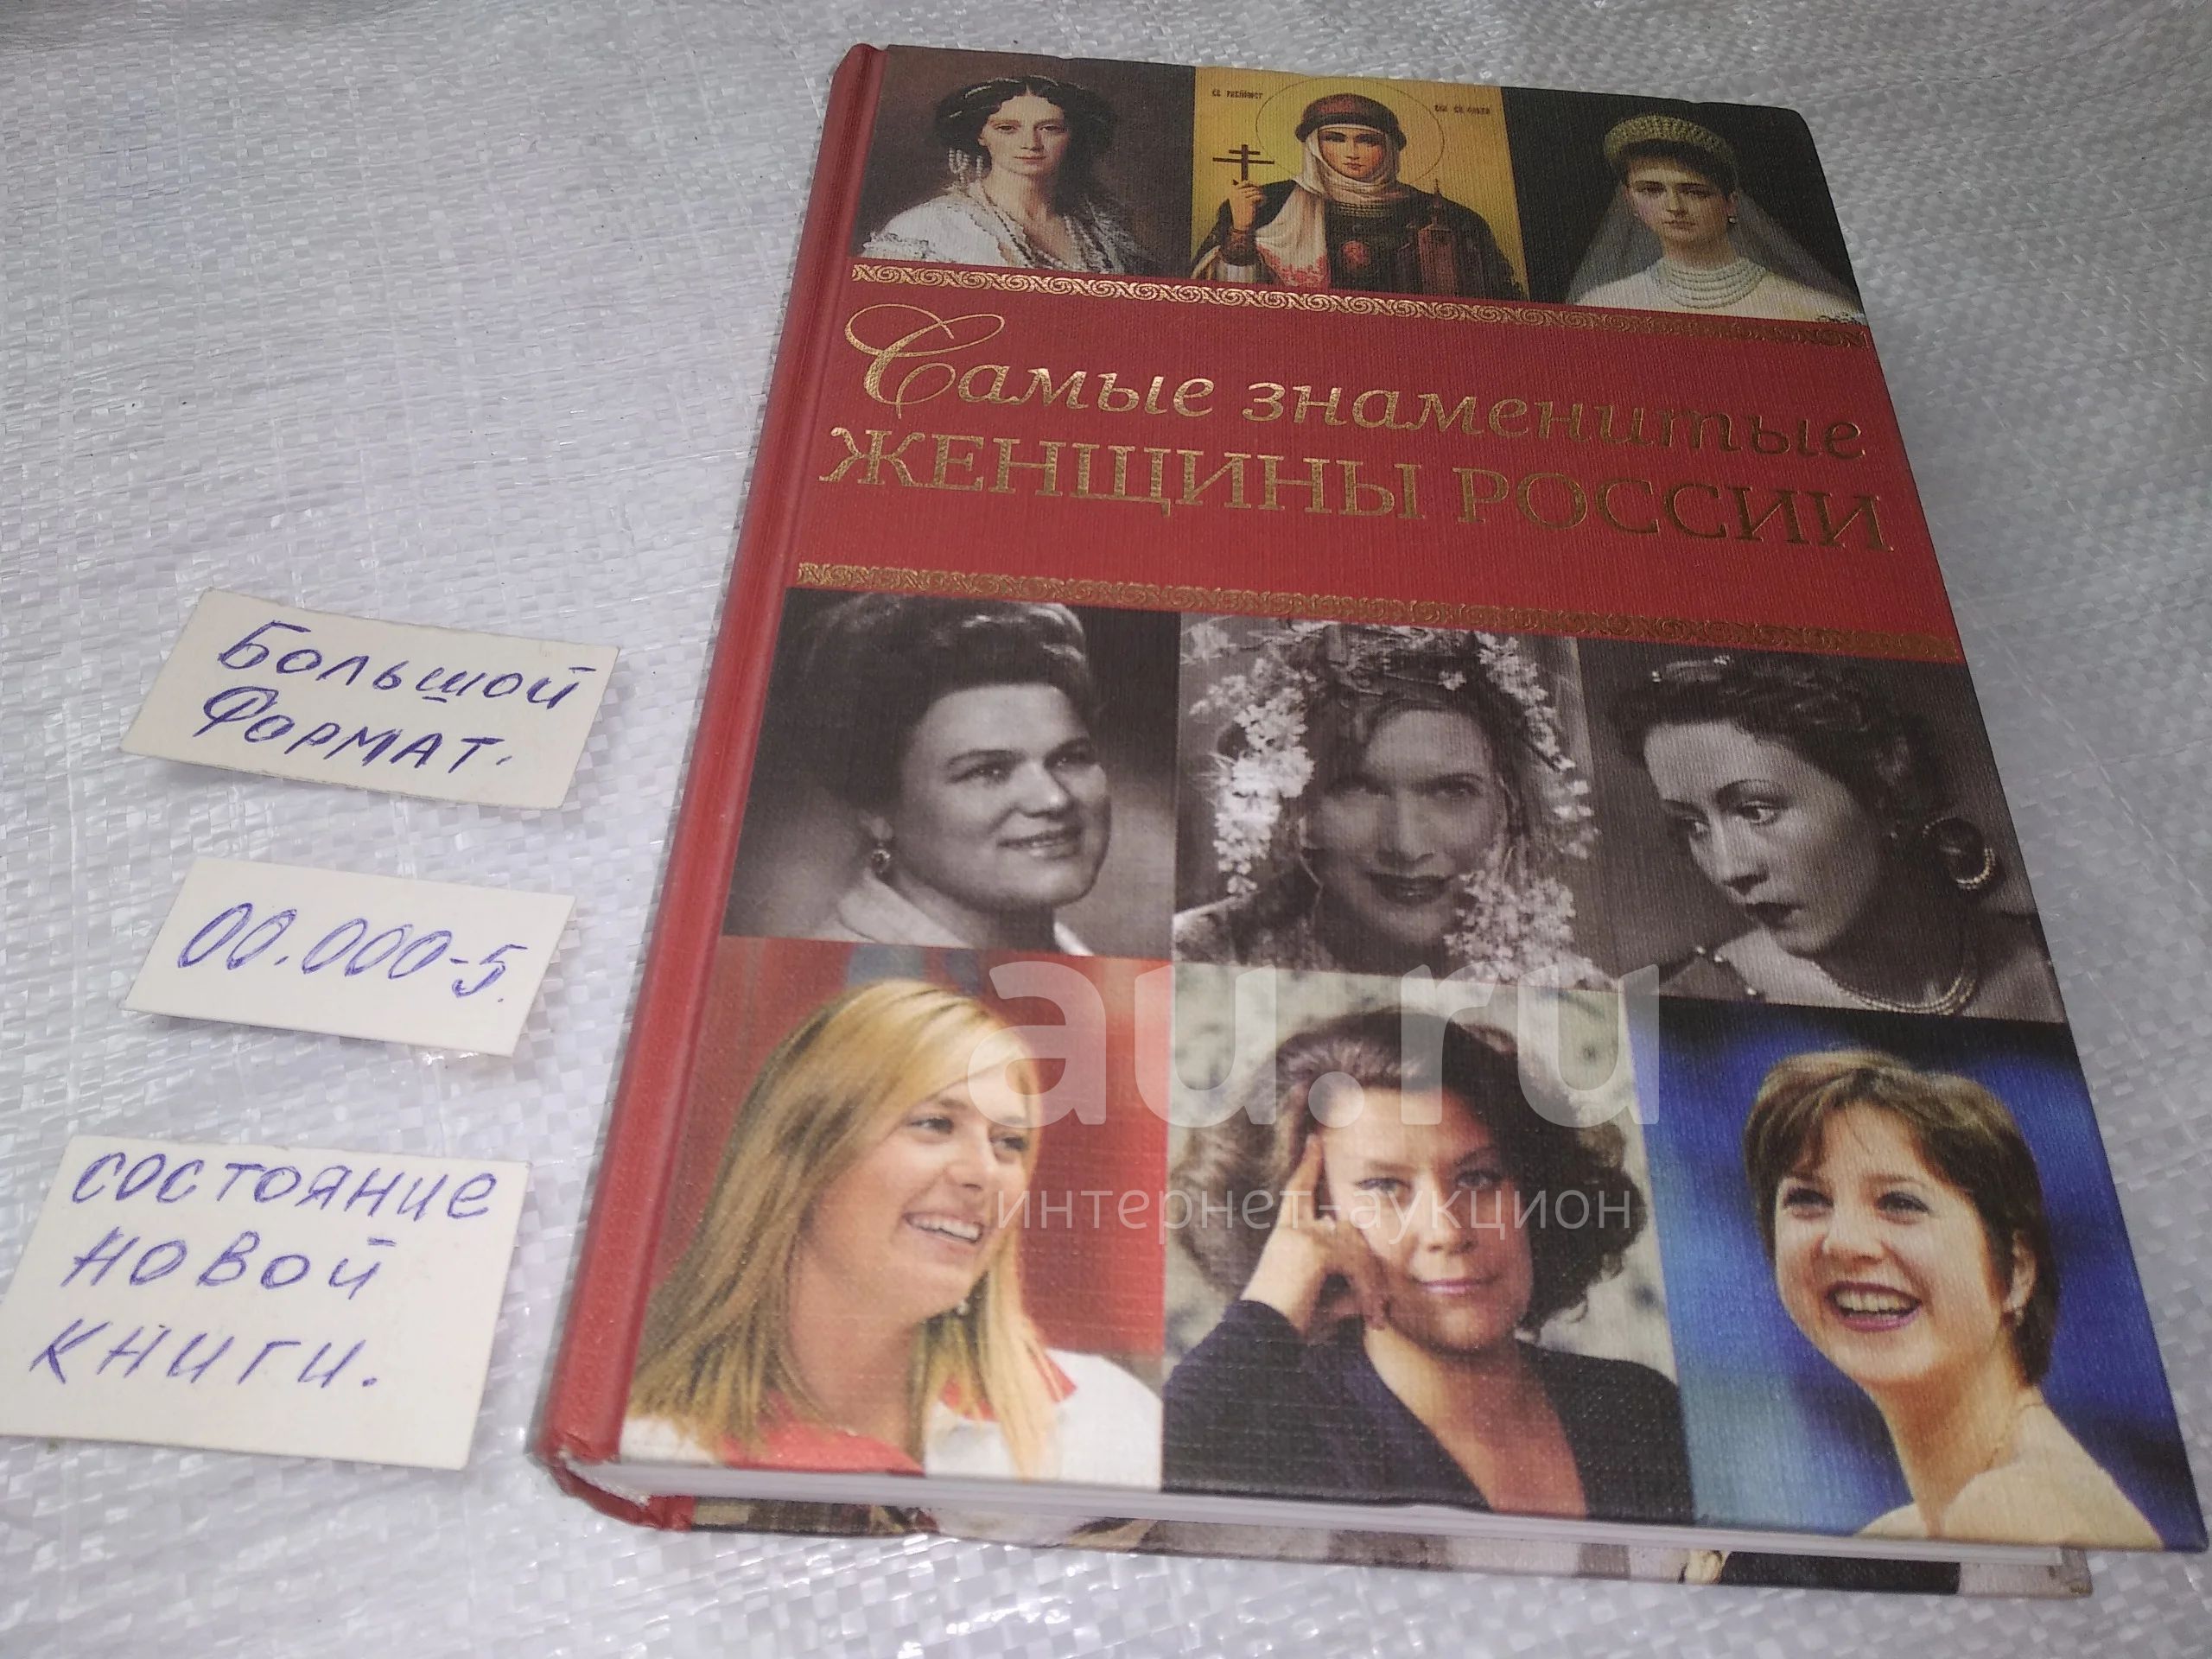 Самые знаменитые
ЖЕНЩИНЫ РОССИИ
БОЛЬШОЙ
ФОРМАТ.
00.000-5.
СОСТОЯНИЕ
НОВОЙ
КНИГИ.
au.ru
интернет-аукцион